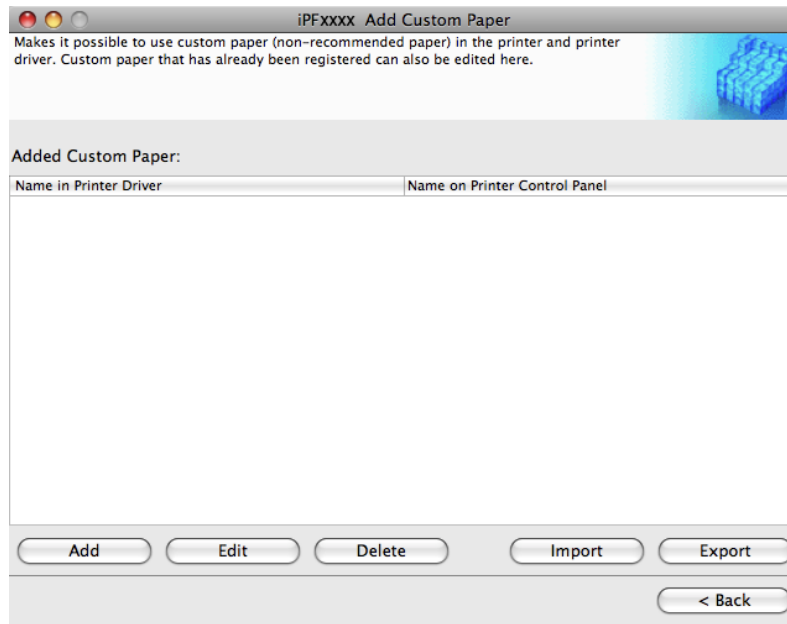 iPFxxxx Add Custom Paper
Makes it possible to use custom paper (non-recommended paper) in the printer and printer
driver. Custom paper that has already been registered can also be edited here.
Added Custom Paper:
Name in Printer Driver Name on Printer Control Panel
Add Edit Delete Import Export
< Back